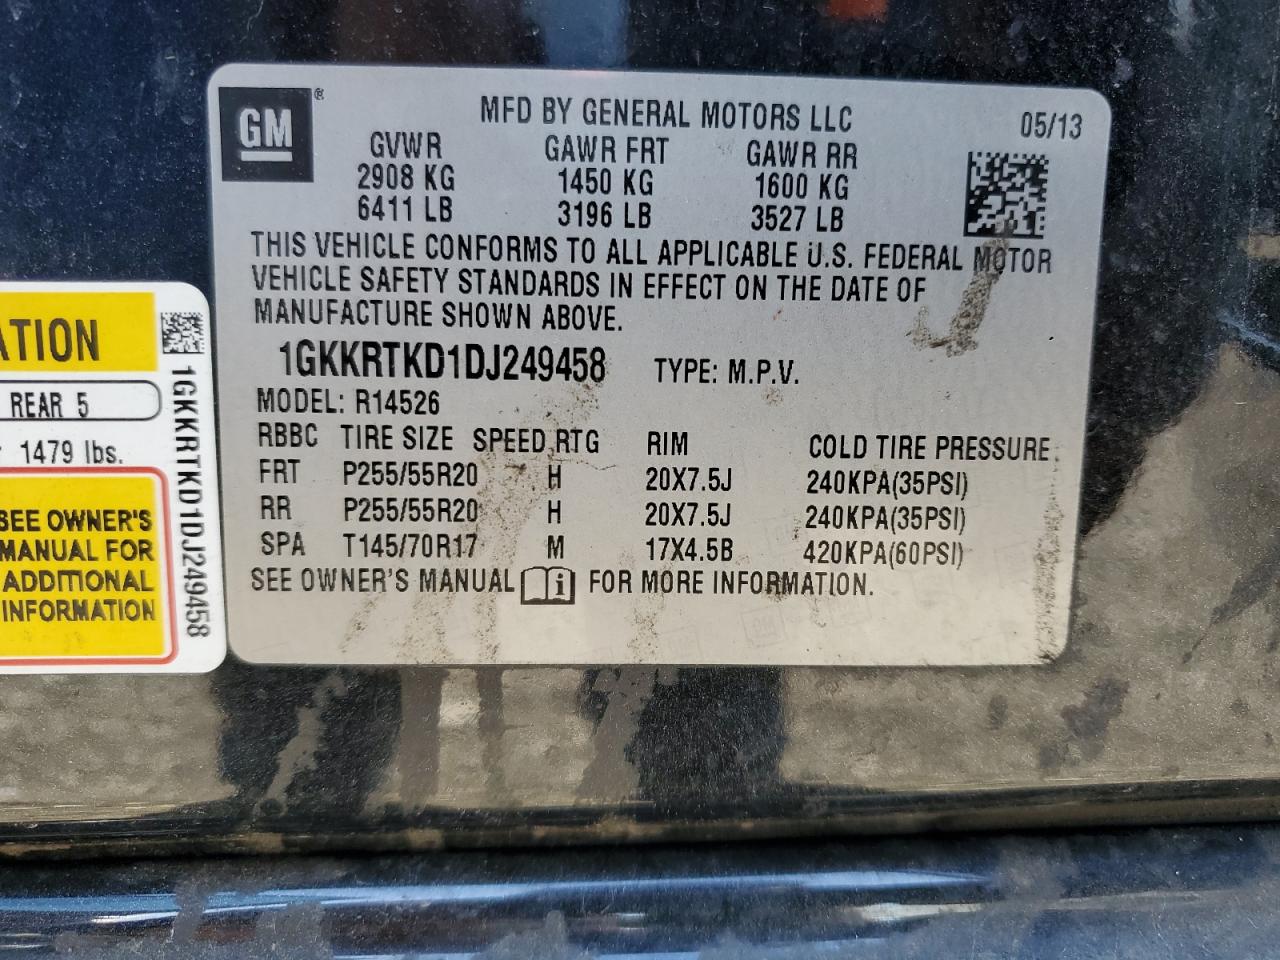 GM
MFD BY GENERAL MOTORS LLC 05/13
GVWR GAWR FRT GAWR RR
2908 KG 1450 KG 1600 KG
6411 LB 3196 LB 3527 LB
THIS VEHICLE CONFORMS TO ALL APPLICABLE U.S. FEDERAL MOTOR
VEHICLE SAFETY STANDARDS IN EFFECT ON THE DATE OF
MANUFACTURE SHOWN ABOVE.
1GKKRTKD1DJ249458 TYPE: M.P.V.
MODEL: R14526
RBBC TIRE SIZE SPEED RTG RIM COLD TIRE PRESSURE
FRT P255/55R20 H 20X7.5J 240KPA(35PSI)
RR P255/55R20 H 20X7.5J 240KPA(35PSI)
SPA T145/70R17 M 17X4.5B 420KPA(60PSI)
SEE OWNER'S MANUAL FOR MORE INFORMATION.
ATION
REAR 5
1479 lbs.
SEE OWNER'S
MANUAL FOR
ADDITIONAL
INFORMATION
1GKKRTKD1DJ249458